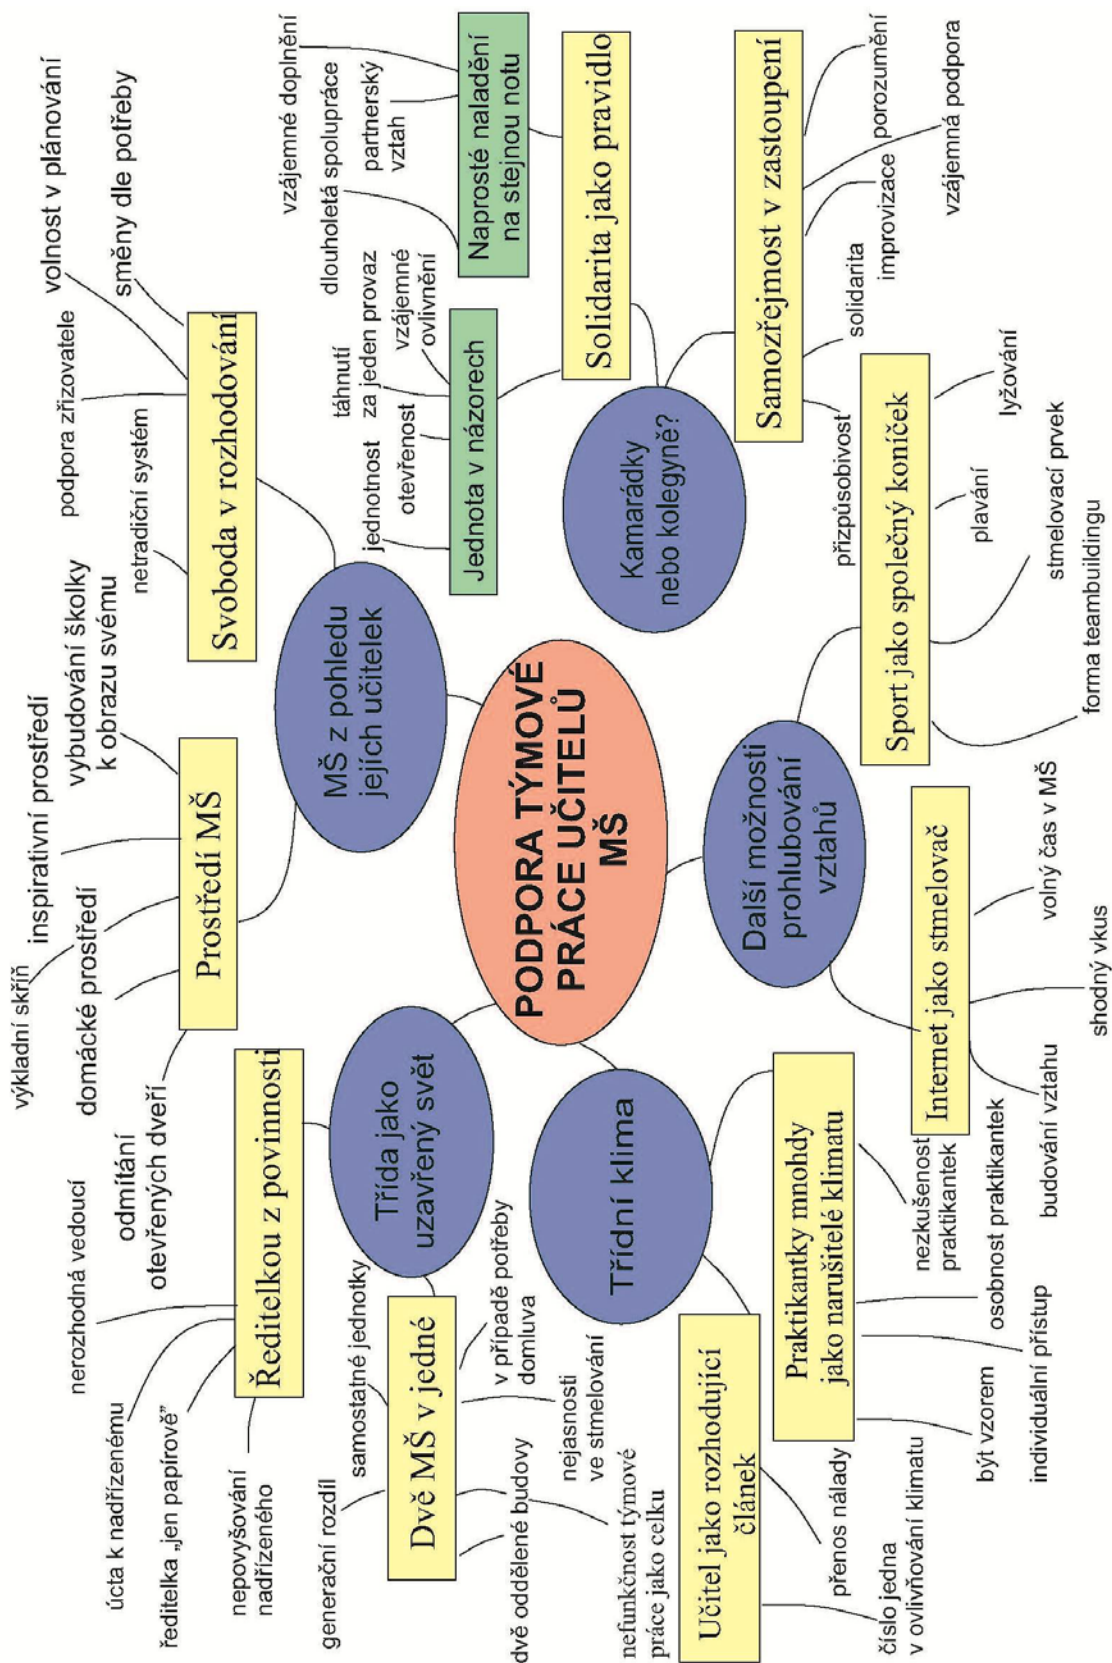 PODPORA TÝMOVÉ
PRÁCE UČITELŮ
MŠ
MŠ z pohledu
jejích učitelek
Prostředí MŠ
odmítání
otevřených dveří
domácké prostředí
výkladní skříň
inspirativní prostředí
vybudování školky
k obrazu svému
Svoboda v rozhodování
netradiční systém
podpora zřizovatele
volnost v plánování
směny dle potřeby
Kamarádky
nebo kolegyně?
Solidarita jako pravidlo
Jednota v názorech
jednotnost
otevřenost
táhnutí
za jeden provaz
vzájemné
ovlivnění
Naprosté naladění
na stejnou notu
dlouholetá spolupráce
partnerský
vztah
vzájemné doplnění
Samozřejmost v zastoupení
přizpůsobivost
solidarita
improvizace
vzájemná podpora
porozumění
Další možnosti
prohlubování
vztahů
Sport jako společný koníček
forma teambuildingu
stmelovací prvek
plavání
lyžování
Internet jako stmelovač
budování vztahu
shodný vkus
volný čas v MŠ
Třídní klima
Praktikantky mnohdy
jako narušitelé klimatu
být vzorem
individuální přístup
osobnost praktikantek
nezkušenost
praktikantek
Učitel jako rozhodující
článek
číslo jedna
v ovlivňování klimatu
přenos nálady
Třída jako
uzavřený svět
Dvě MŠ v jedné
generační rozdíl
samostatné jednotky
dvě oddělené budovy
nefunkčnost týmové
práce jako celku
nejasnosti
ve stmelování
v případě potřeby
domluva
Ředitelkou z povinnosti
nepovyšování
nadřízeného
ředitelka „jen papírově”
úcta k nadřízenému
nerozhodná vedoucí